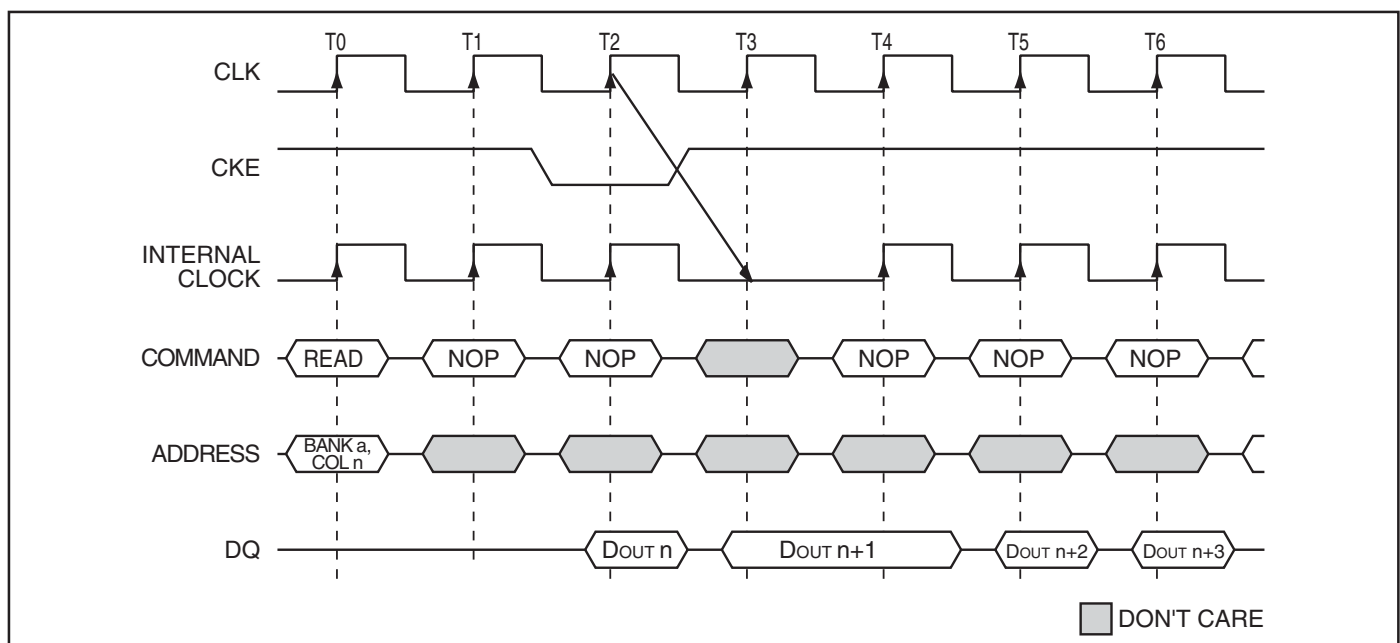 T0 T1 T2 T3 T4 T5 T6
CLK
CKE
INTERNAL
CLOCK
COMMAND READ NOP NOP NOP NOP NOP
ADDRESS BANK a,
COL n
DQ DOUT n DOUT n+1 DOUT n+2 DOUT n+3
DON'T CARE